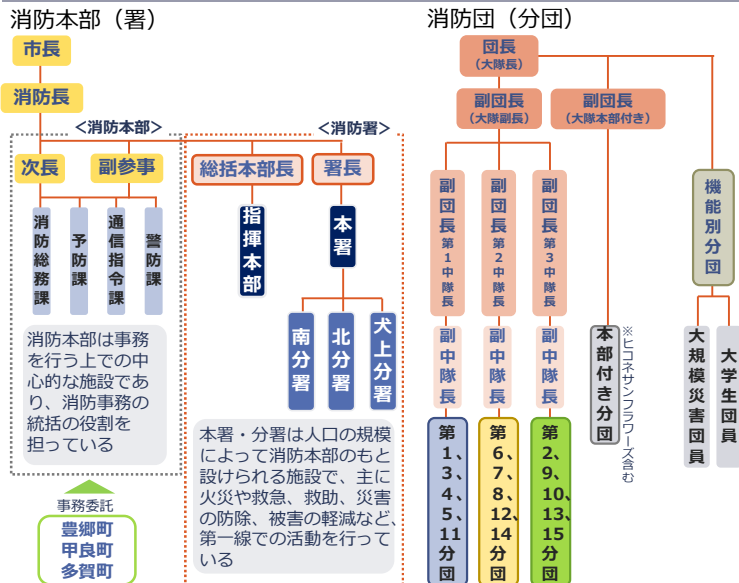 消防本部（署）
市長
消防長
＜消防本部＞
次長
副参事
消防総務課
予防課
通信指令課
警防課
消防本部は事務
を行う上での中
心的な施設であ
り、消防事務の
統括の役割を
担っている
事務委託
豊郷町
甲良町
多賀町
＜消防署＞
総括本部長
署長
指揮本部
本署
南分署
北分署
犬上分署
本署・分署は人口の規模
によって消防本部のもと
設けられる施設で、主に
火災や救急、救助、災害
の防除、被害の軽減など、
第一線での活動を行って
いる
消防団（分団）
団長
（大隊長）
副団長
（大隊副長）
副団長
（大隊本部付き）
副団長第1中隊長
副団長第2中隊長
副団長第3中隊長
副中隊長
副中隊長
副中隊長
第1、3、4、5、11分団
第6、7、8、12、14分団
第2、9、10、13、15分団
本部付き分団
※ヒコネサンフラワーズ含む
機能別分団
大規模災害団員
大学生団員